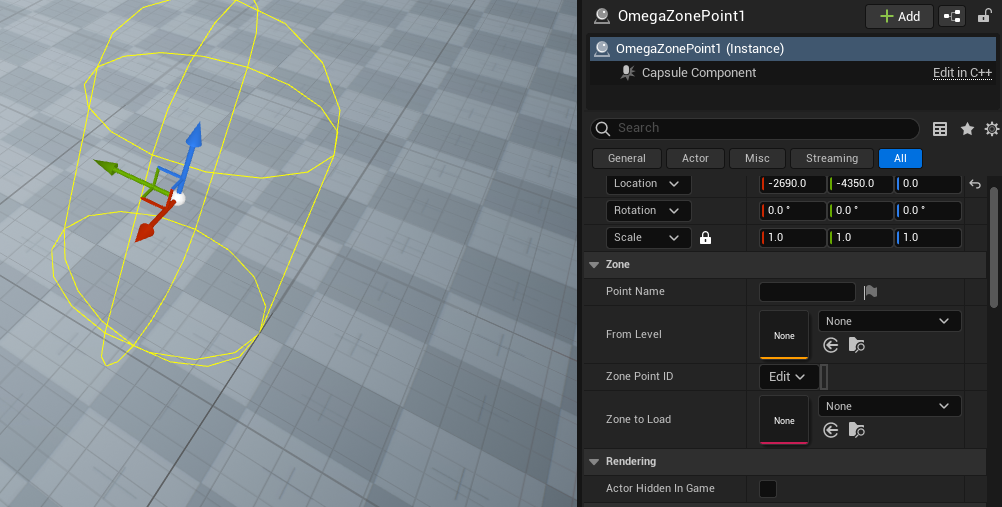 OmegaZonePoint1
Add
OmegaZonePoint1 (Instance)
Capsule Component
Edit in C++
Search
General
Actor
Misc
Streaming
All
Location
-2690.0
-4350.0
0.0
Rotation
0.0 °
0.0 °
0.0 °
Scale
1.0
1.0
1.0
Zone
Point Name
From Level
None
None
Zone Point ID
Edit
Zone to Load
None
None
Rendering
Actor Hidden In Game